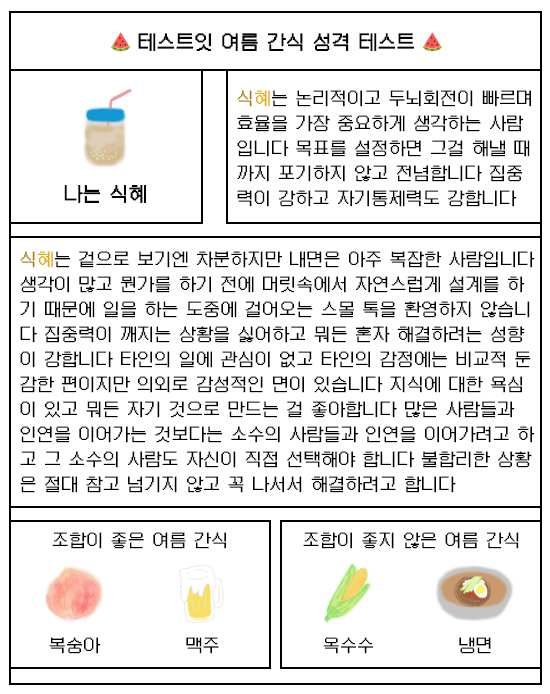 테스트잇 여름 간식 성격 테스트
나는 식혜
식혜는 논리적이고 두뇌회전이 빠르며
효율을 가장 중요하게 생각하는 사람
입니다 목표를 설정하면 그걸 해낼 때
까지 포기하지 않고 전념합니다 집중
력이 강하고 자기통제력도 강합니다
식혜는 겉으로 보기엔 차분하지만 내면은 아주 복잡한 사람입니다
생각이 많고 뭔가를 하기 전에 머릿속에서 자연스럽게 설계를 하
기 때문에 일을 하는 도중에 걸어오는 스몰 톡을 환영하지 않습니
다 집중력이 깨지는 상황을 싫어하고 뭐든 혼자 해결하려는 성향
이 강합니다 타인의 일에 관심이 없고 타인의 감정에는 비교적 둔
감한 편이지만 의외로 감성적인 면이 있습니다 지식에 대한 욕심
이 있고 뭐든 자기 것으로 만드는 걸 좋아합니다 많은 사람들과
인연을 이어가는 것보다는 소수의 사람들과 인연을 이어가려고 하
고 그 소수의 사람도 자신이 직접 선택해야 합니다 불합리한 상황
은 절대 참고 넘기지 않고 꼭 나서서 해결하려고 합니다
조합이 좋은 여름 간식
복숭아 맥주
조합이 좋지 않은 여름 간식
옥수수 냉면